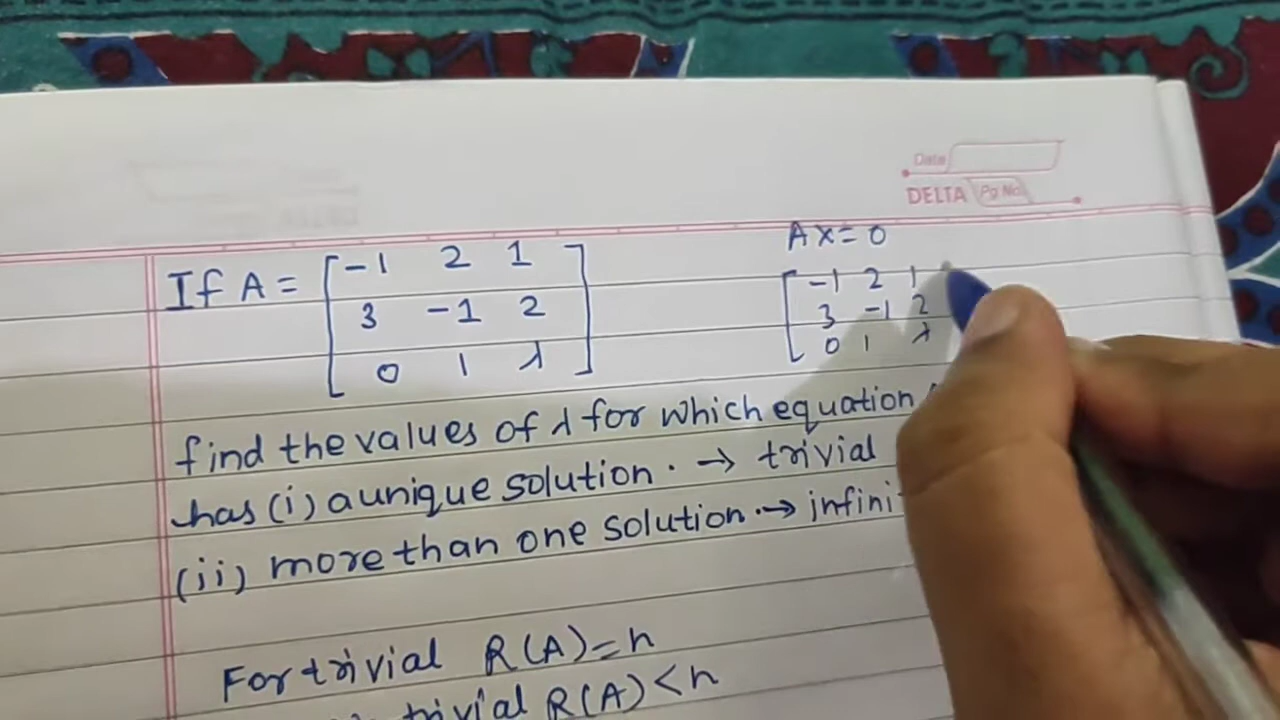 Date
DELTA Pg No.
AX = 0
If A = [ -1 2 1
3 -1 2
0 1 λ ]
[ -1 2 1
3 -1 2
0 1 λ
find the values of λ for which equation
has (i) a unique solution. → trivial
(ii) more than one solution. → infini
For trivial R(A) = n
trivial R(A) < n